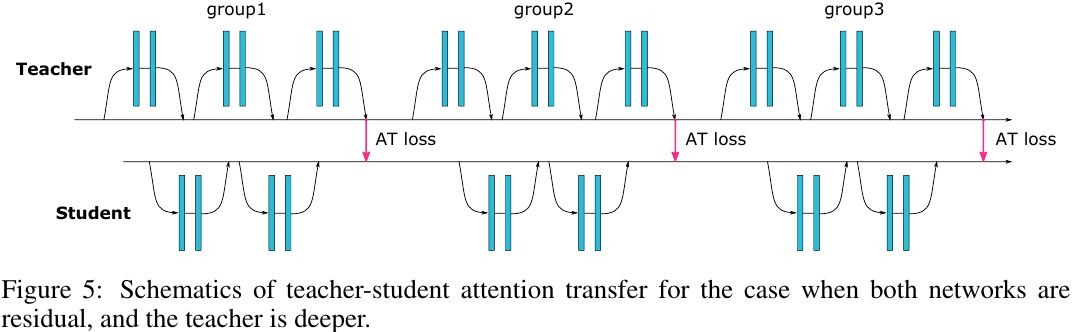 group1 group2 group3
Teacher
AT loss AT loss AT loss
Student
Figure 5: Schematics of teacher-student attention transfer for the case when both networks are
residual, and the teacher is deeper.